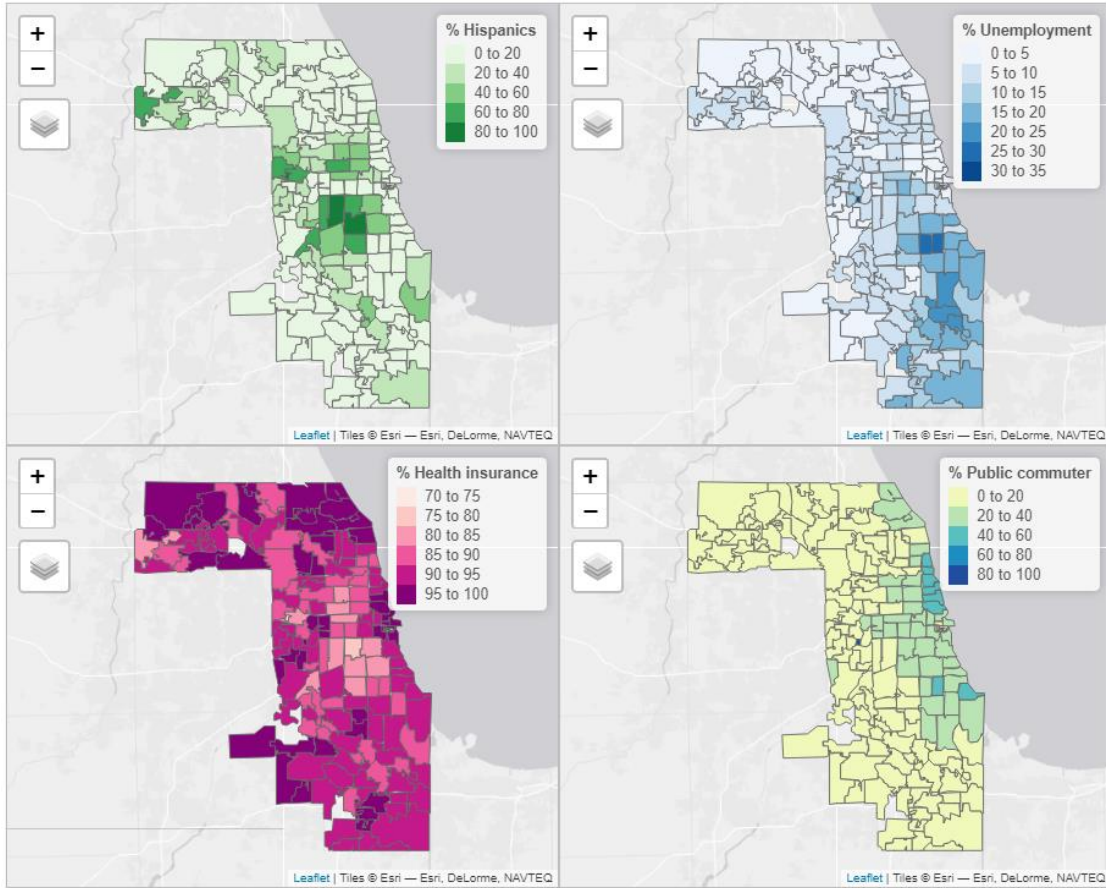 +
−
% Hispanics
0 to 20
20 to 40
40 to 60
60 to 80
80 to 100
Leaflet | Tiles © Esri — Esri, DeLorme, NAVTEQ
+
−
% Unemployment
0 to 5
5 to 10
10 to 15
15 to 20
20 to 25
25 to 30
30 to 35
Leaflet | Tiles © Esri — Esri, DeLorme, NAVTEQ
+
−
% Health insurance
70 to 75
75 to 80
80 to 85
85 to 90
90 to 95
95 to 100
Leaflet | Tiles © Esri — Esri, DeLorme, NAVTEQ
+
−
% Public commuter
0 to 20
20 to 40
40 to 60
60 to 80
80 to 100
Leaflet | Tiles © Esri — Esri, DeLorme, NAVTEQ